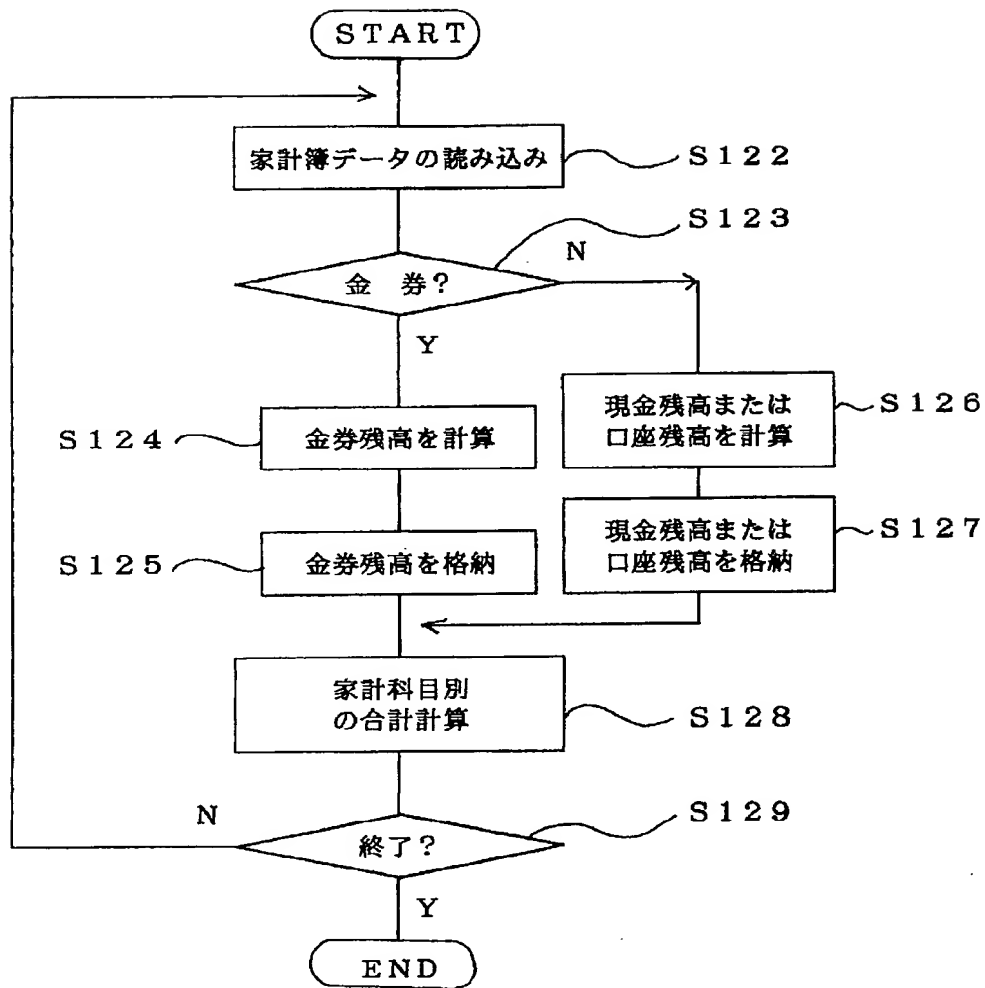 START
家計簿データの読み込み
S122
S123
金 券?
N
Y
S124
金券残高を計算
現金残高または
口座残高を計算
S126
S125
金券残高を格納
現金残高または
口座残高を格納
S127
家計科目別
の合計計算
S128
S129
N
終了?
Y
END